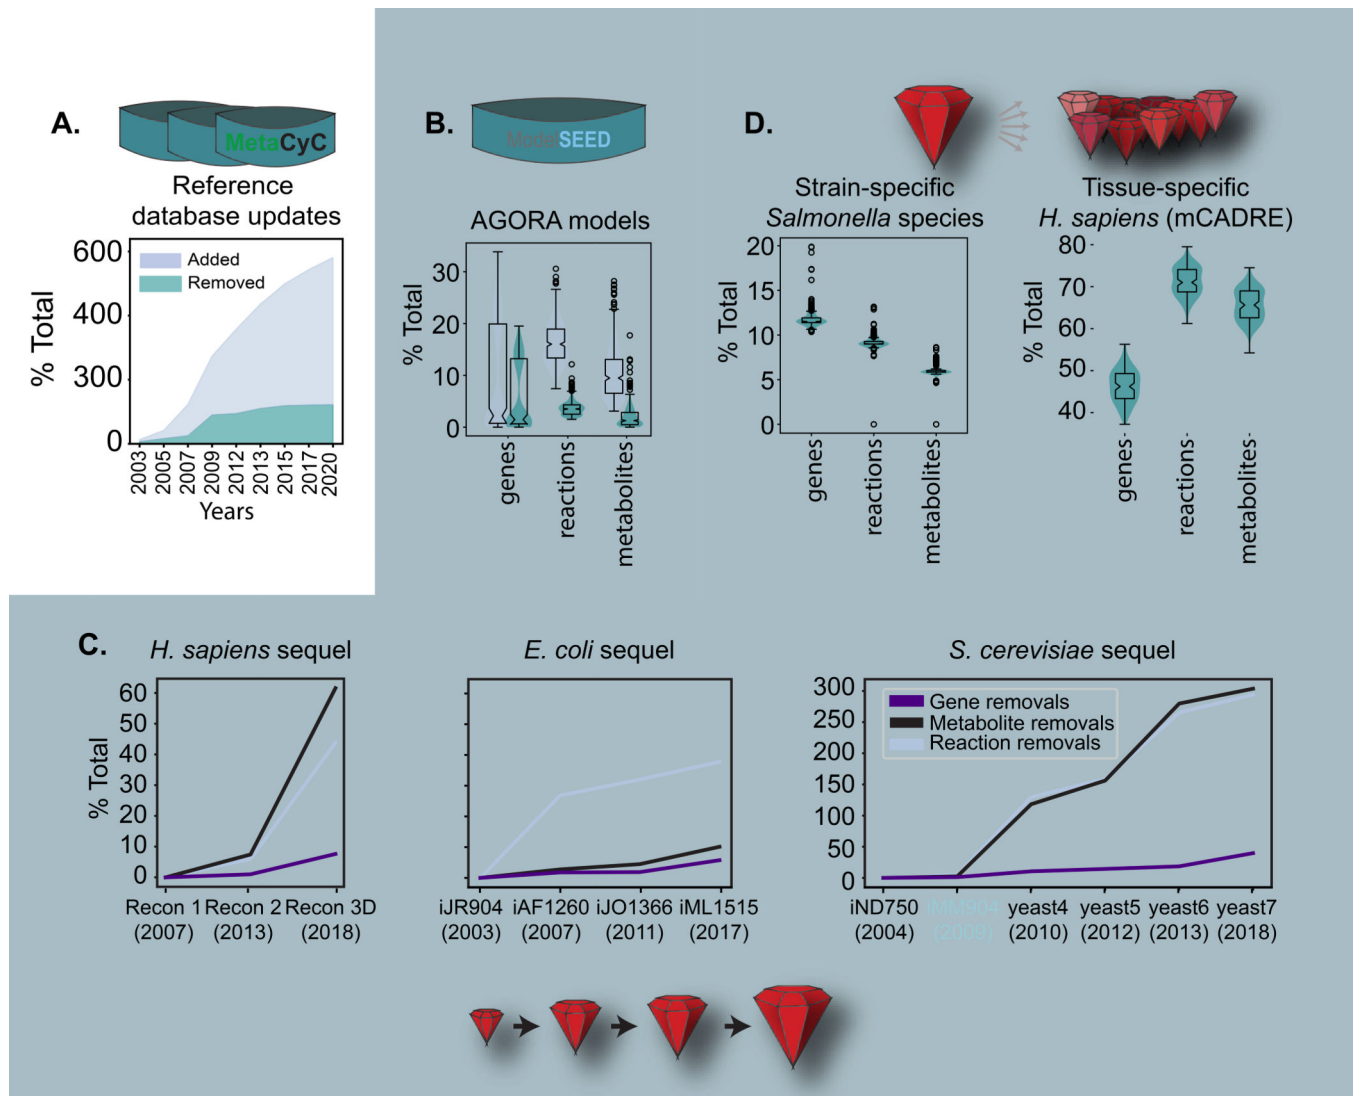 A.
MetaCyC
Reference
database updates
600
400
300
0
% Total
Added
Removed
2003
2005
2007
2009
2012
2013
2015
2017
2020
Years
B.
ModelSEED
AGORA models
30
20
10
0
% Total
genes
reactions
metabolites
D.
Strain-specific
Salmonella species
20
15
10
5
0
% Total
genes
reactions
metabolites
Tissue-specific
H. sapiens (mCADRE)
80
70
60
50
40
% Total
genes
reactions
metabolites
C.
H. sapiens sequel
60
50
40
30
20
10
0
% Total
Recon 1 Recon 2 Recon 3D
(2007) (2013) (2018)
E. coli sequel
iJR904 iAF1260 iJO1366 iML1515
(2003) (2007) (2011) (2017)
S. cerevisiae sequel
300
250
200
150
100
50
0
Gene removals
Metabolite removals
Reaction removals
iND750 iMM904 yeast4 yeast5 yeast6 yeast7
(2004) (2009) (2010) (2012) (2013) (2018)